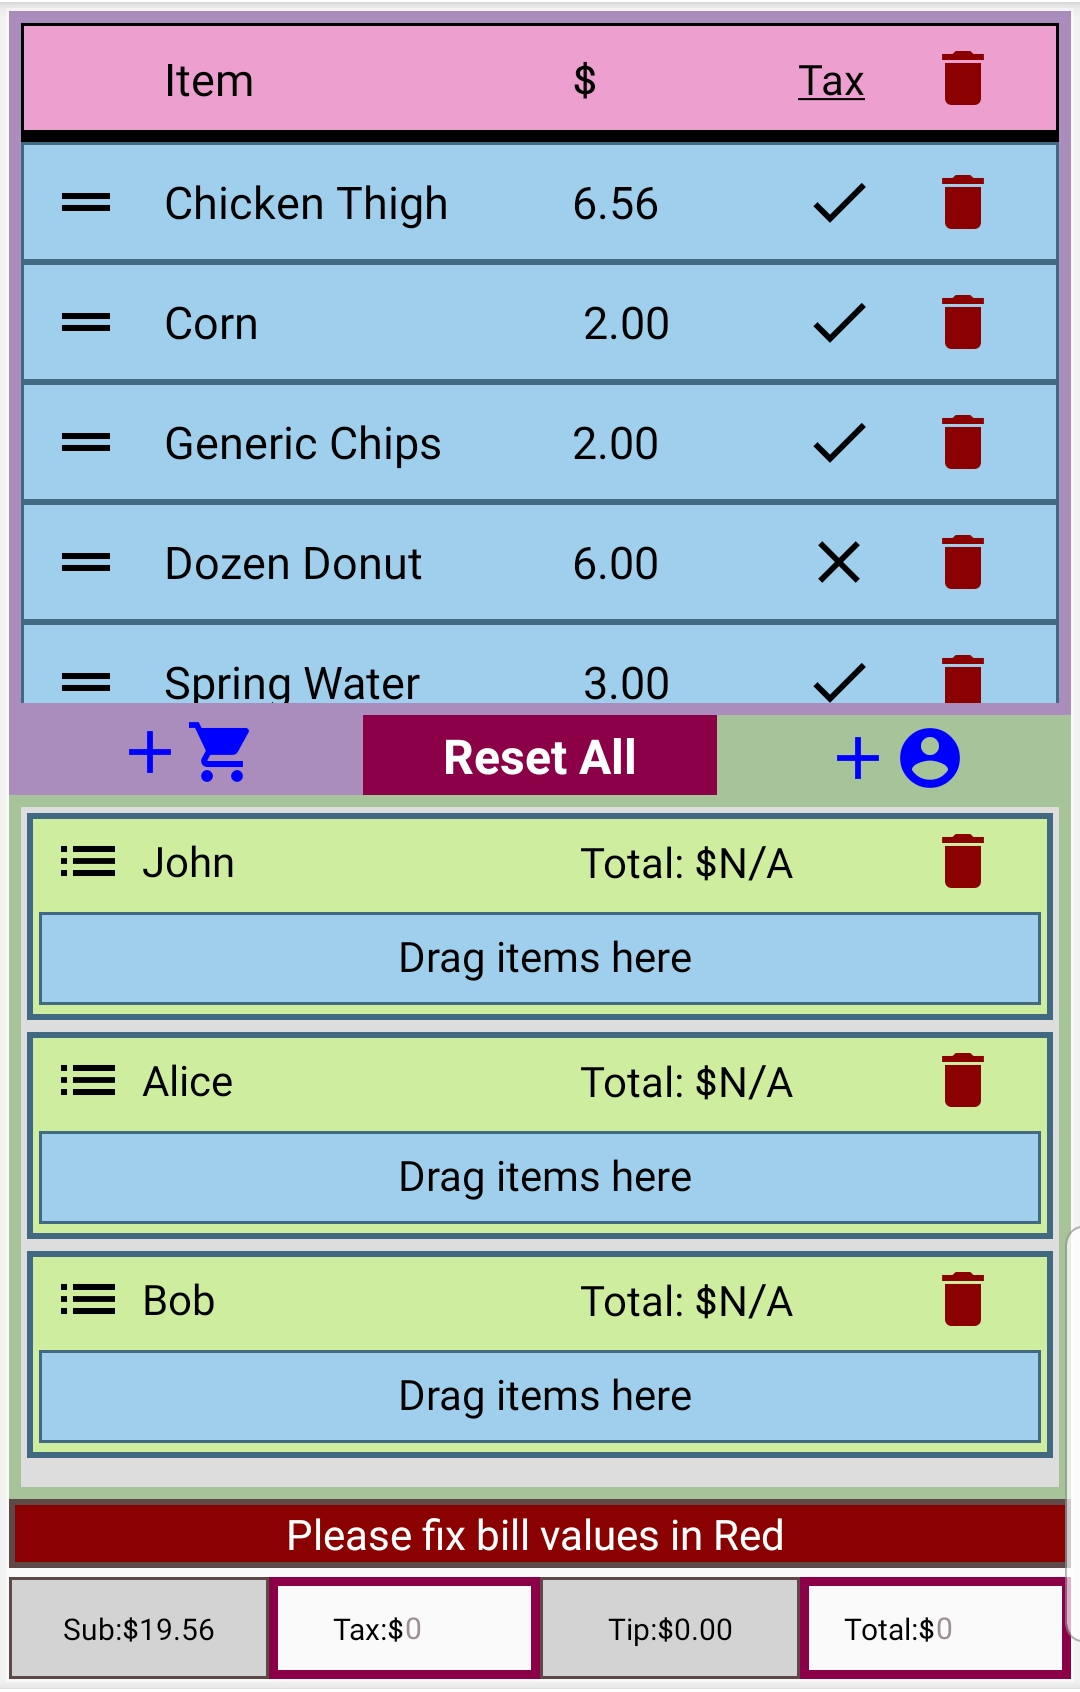 Item $ Tax
Chicken Thigh 6.56
Corn 2.00
Generic Chips 2.00
Dozen Donut 6.00
Spring Water 3.00
Reset All
John Total: $N/A
Drag items here
Alice Total: $N/A
Drag items here
Bob Total: $N/A
Drag items here
Please fix bill values in Red
Sub:$19.56 Tax:$0 Tip:$0.00 Total:$0